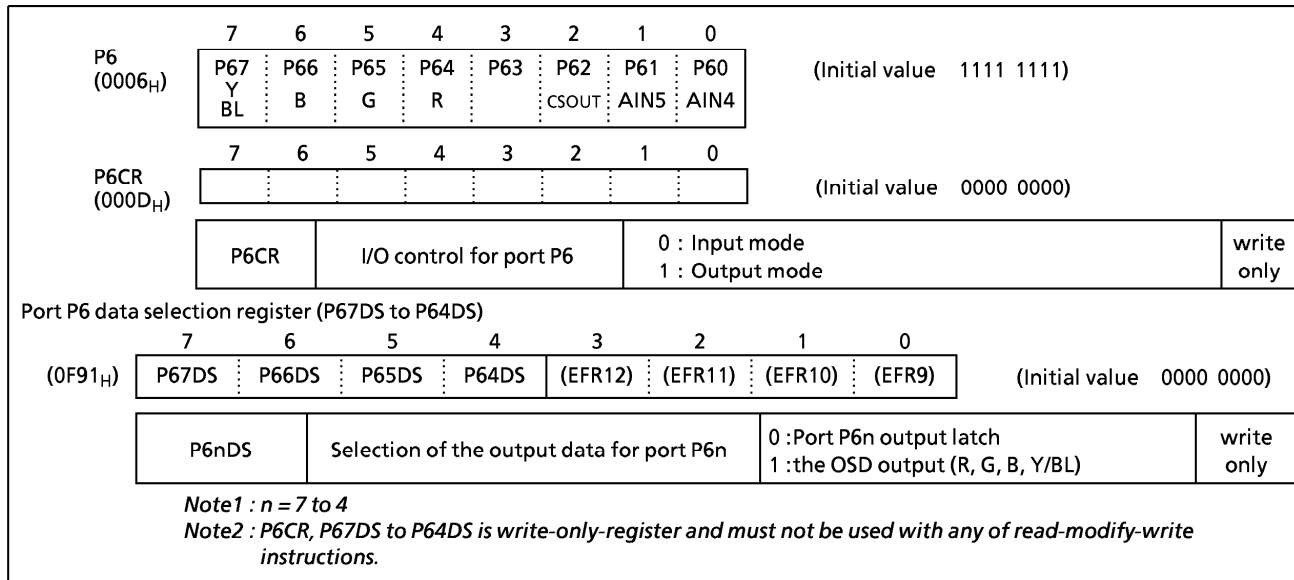 7 6 5 4 3 2 1 0
P6 P67 P66 P65 P64 P63 P62 P61 P60 (Initial value 1111 1111)
(0006H) Y B G R CSOUT AIN5 AIN4
BL
7 6 5 4 3 2 1 0
P6CR (Initial value 0000 0000)
(000DH)
P6CR I/O control for port P6 0 : Input mode write
1 : Output mode only
Port P6 data selection register (P67DS to P64DS)
7 6 5 4 3 2 1 0
(0F91H) P67DS P66DS P65DS P64DS (EFR12) (EFR11) (EFR10) (EFR9) (Initial value 0000 0000)
P6nDS Selection of the output data for port P6n 0 :Port P6n output latch write
1 :the OSD output (R, G, B, Y/BL) only
Note1 : n = 7 to 4
Note2 : P6CR, P67DS to P64DS is write-only-register and must not be used with any of read-modify-write
instructions.